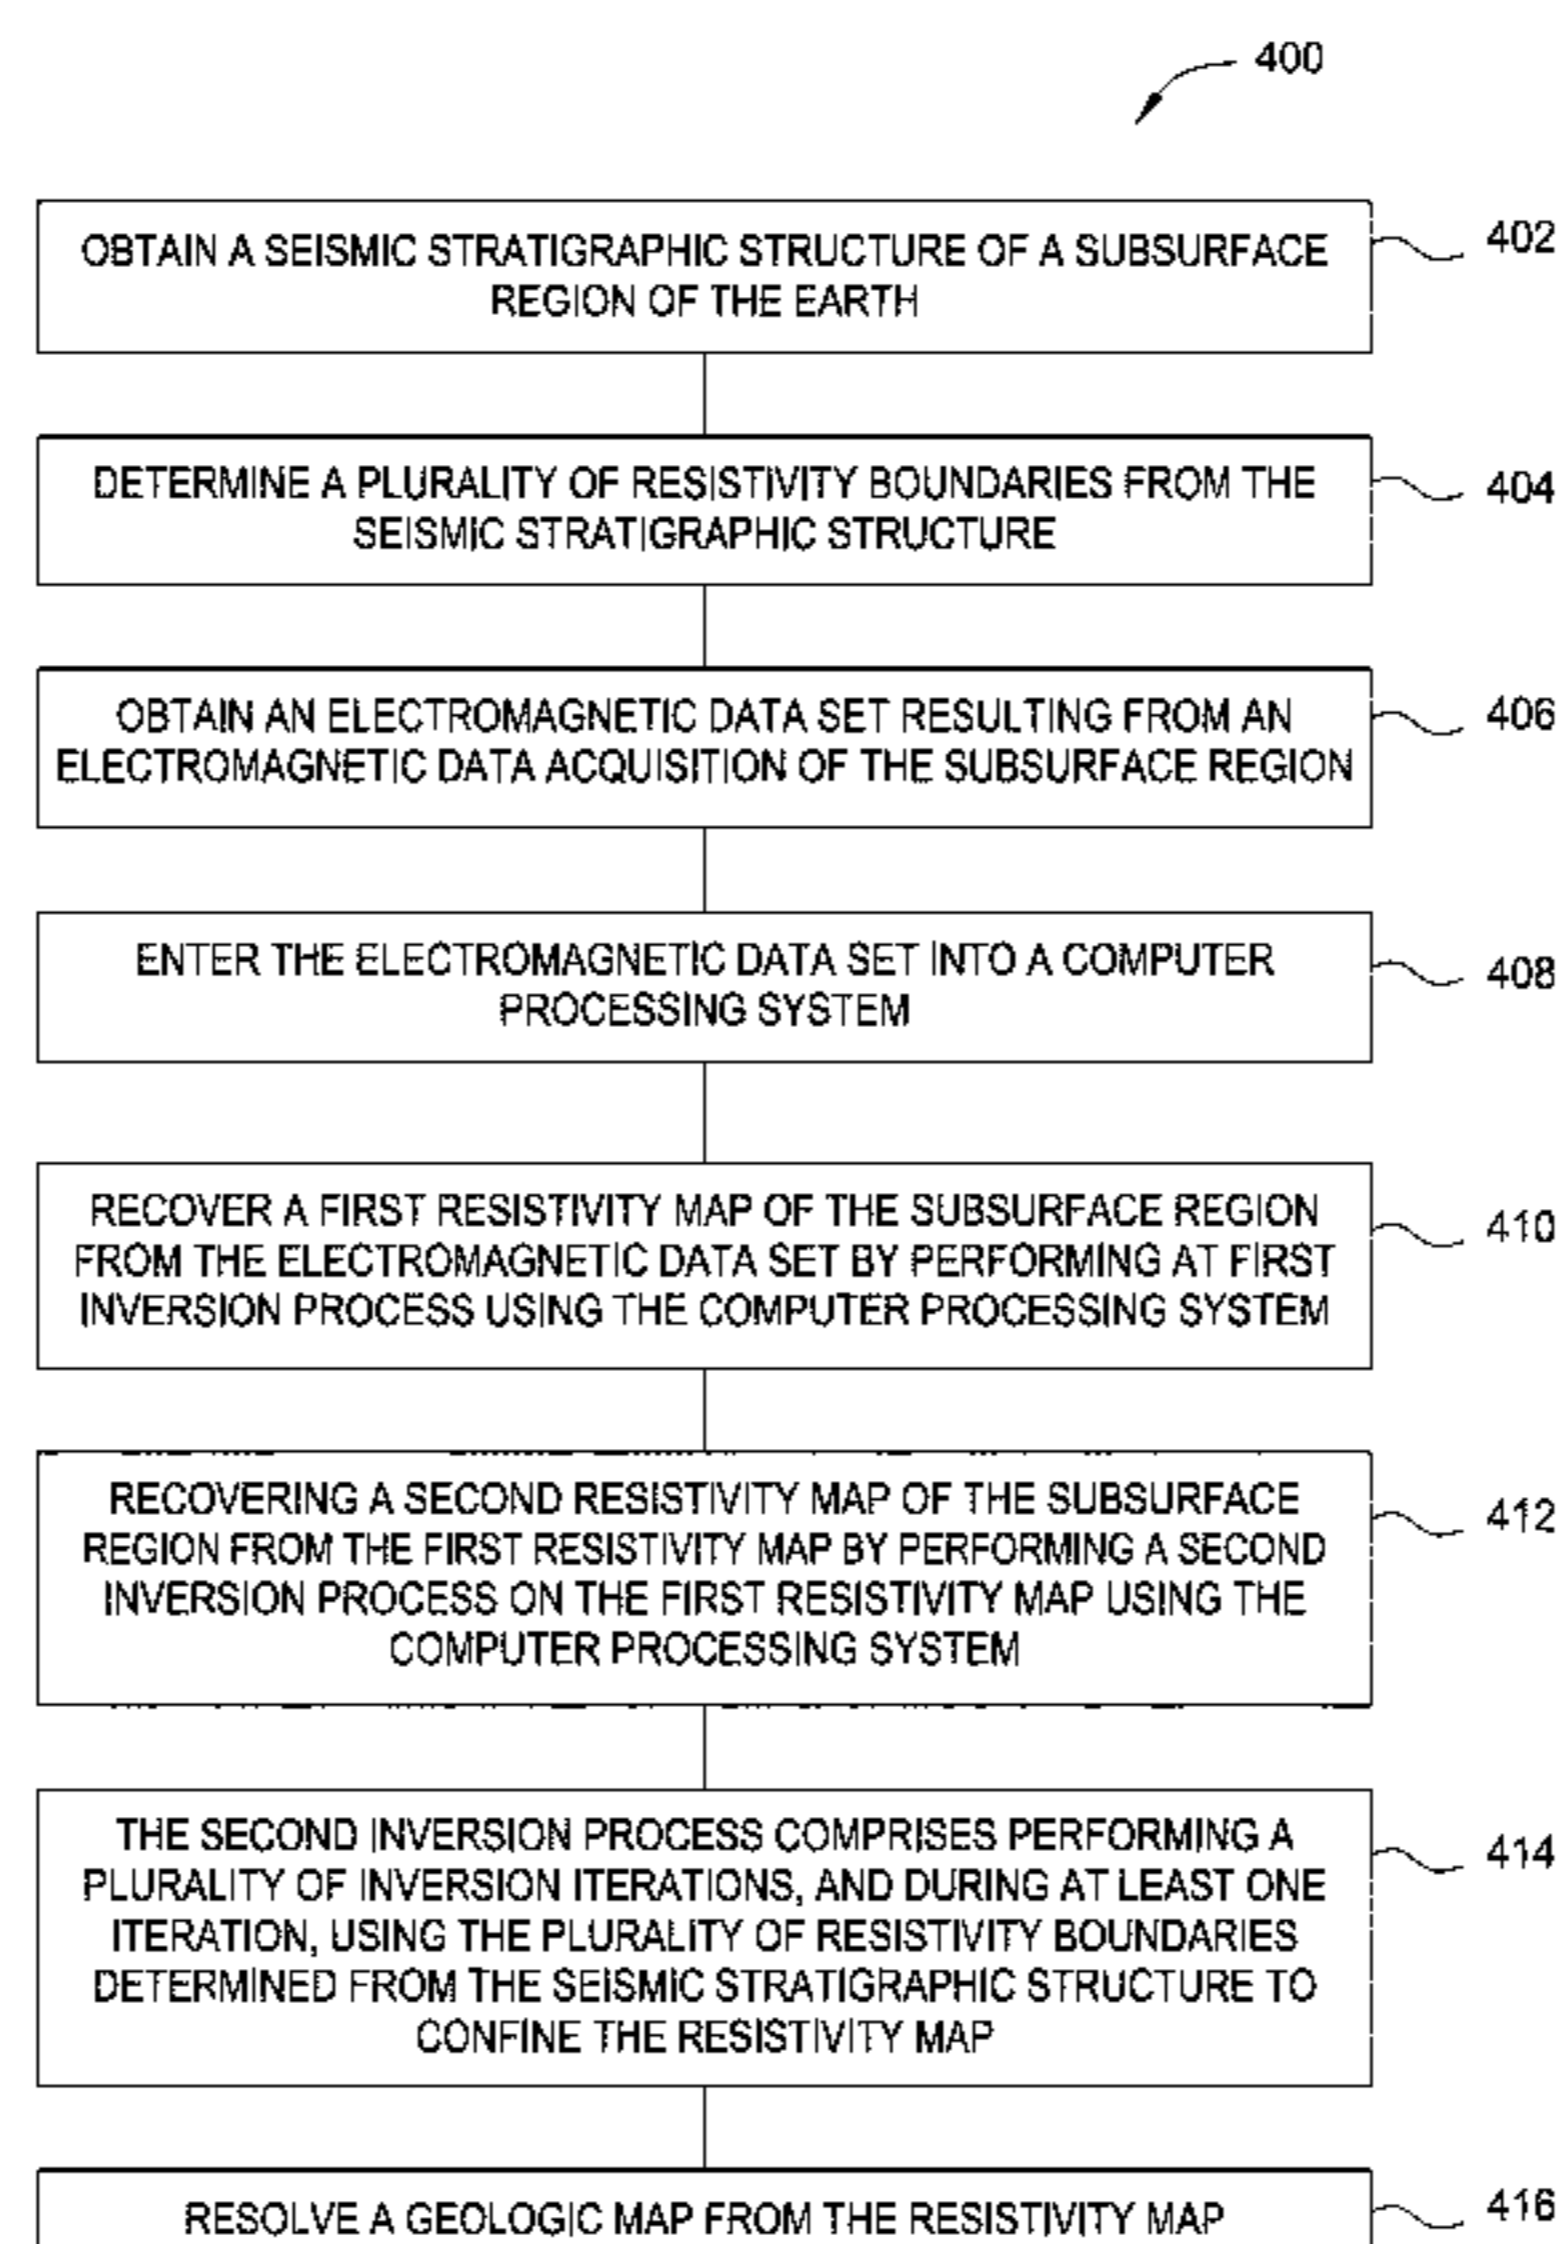 400
OBTAIN A SEISMIC STRATIGRAPHIC STRUCTURE OF A SUBSURFACE
REGION OF THE EARTH
402
DETERMINE A PLURALITY OF RESISTIVITY BOUNDARIES FROM THE
SEISMIC STRATIGRAPHIC STRUCTURE
404
OBTAIN AN ELECTROMAGNETIC DATA SET RESULTING FROM AN
ELECTROMAGNETIC DATA ACQUISITION OF THE SUBSURFACE REGION
406
ENTER THE ELECTROMAGNETIC DATA SET INTO A COMPUTER
PROCESSING SYSTEM
408
RECOVER A FIRST RESISTIVITY MAP OF THE SUBSURFACE REGION
FROM THE ELECTROMAGNETIC DATA SET BY PERFORMING AT FIRST
INVERSION PROCESS USING THE COMPUTER PROCESSING SYSTEM
410
RECOVERING A SECOND RESISTIVITY MAP OF THE SUBSURFACE
REGION FROM THE FIRST RESISTIVITY MAP BY PERFORMING A SECOND
INVERSION PROCESS ON THE FIRST RESISTIVITY MAP USING THE
COMPUTER PROCESSING SYSTEM
412
THE SECOND INVERSION PROCESS COMPRISES PERFORMING A
PLURALITY OF INVERSION ITERATIONS, AND DURING AT LEAST ONE
ITERATION, USING THE PLURALITY OF RESISTIVITY BOUNDARIES
DETERMINED FROM THE SEISMIC STRATIGRAPHIC STRUCTURE TO
CONFINE THE RESISTIVITY MAP
414
RESOLVE A GEOLOGIC MAP FROM THE RESISTIVITY MAP
416